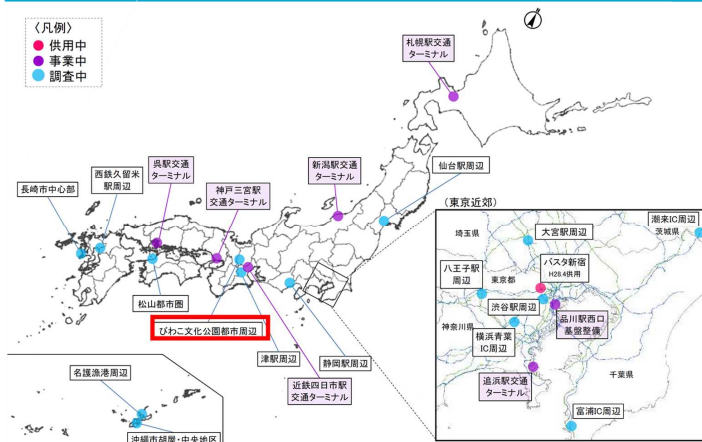 〈凡例〉
供用中
事業中
調査中
札幌駅交通
ターミナル
新潟駅交通
ターミナル
仙台駅周辺
呉駅交通
ターミナル
西鉄久留米
駅周辺
長崎市中心部
神戸三宮駅
交通ターミナル
松山都市圏
びわこ文化公園都市周辺
津駅周辺
静岡駅周辺
近鉄四日市駅
交通ターミナル
名護漁港周辺
沖縄市胡屋・中央地区
(東京近郊)
潮来IC周辺
茨城県
埼玉県
大宮駅周辺
バスタ新宿
H28.4供用
八王子駅
周辺
東京都
渋谷駅周辺
品川駅西口
基盤整備
神奈川県
横浜青葉
IC周辺
追浜駅交通
ターミナル
千葉県
富浦IC周辺